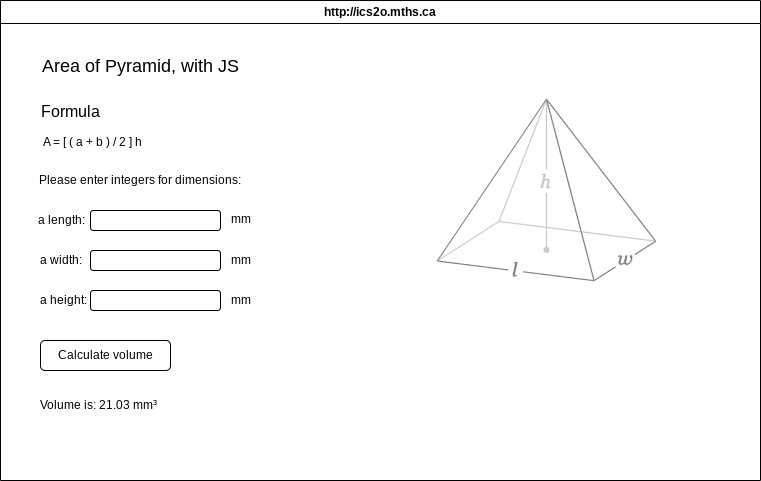 http://ics2o.mths.ca
Area of Pyramid, with JS
Formula
A = [ ( a + b ) / 2 ] h
Please enter integers for dimensions:
a length: mm
a width: mm
a height: mm
Calculate volume
Volume is: 21.03 mm³
h
l
w